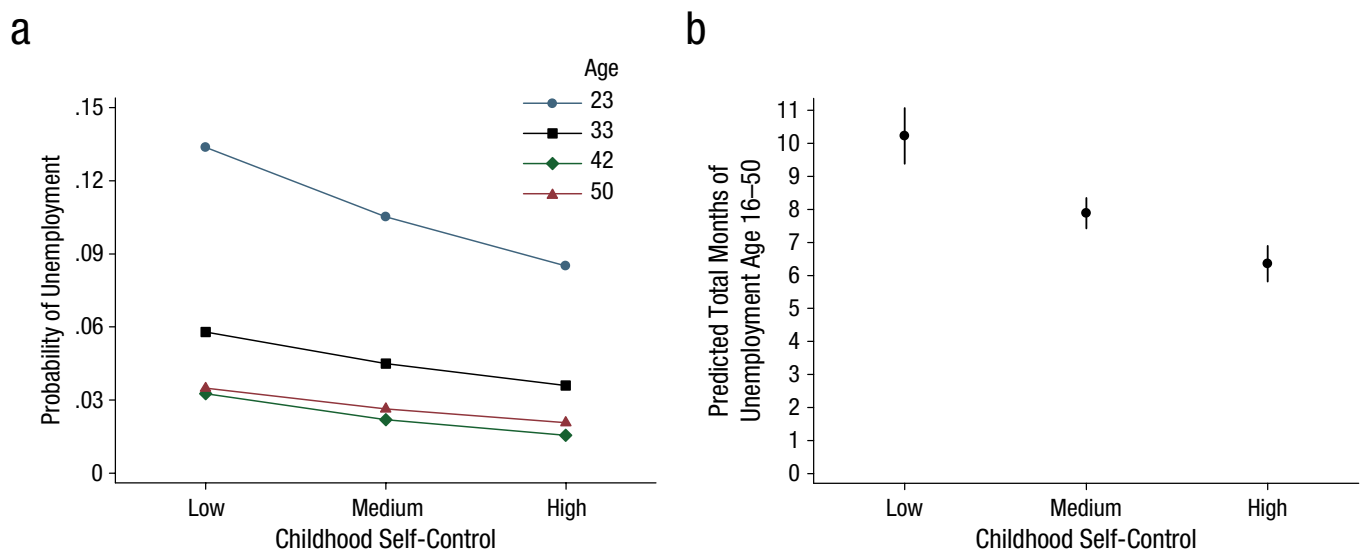 a
Age
23
33
42
50
.15
.12
.09
.06
.03
0
Probability of Unemployment
Low Medium High
Childhood Self-Control
b
11
10
9
8
7
6
5
4
3
2
1
0
Predicted Total Months of
Unemployment Age 16–50
Low Medium High
Childhood Self-Control